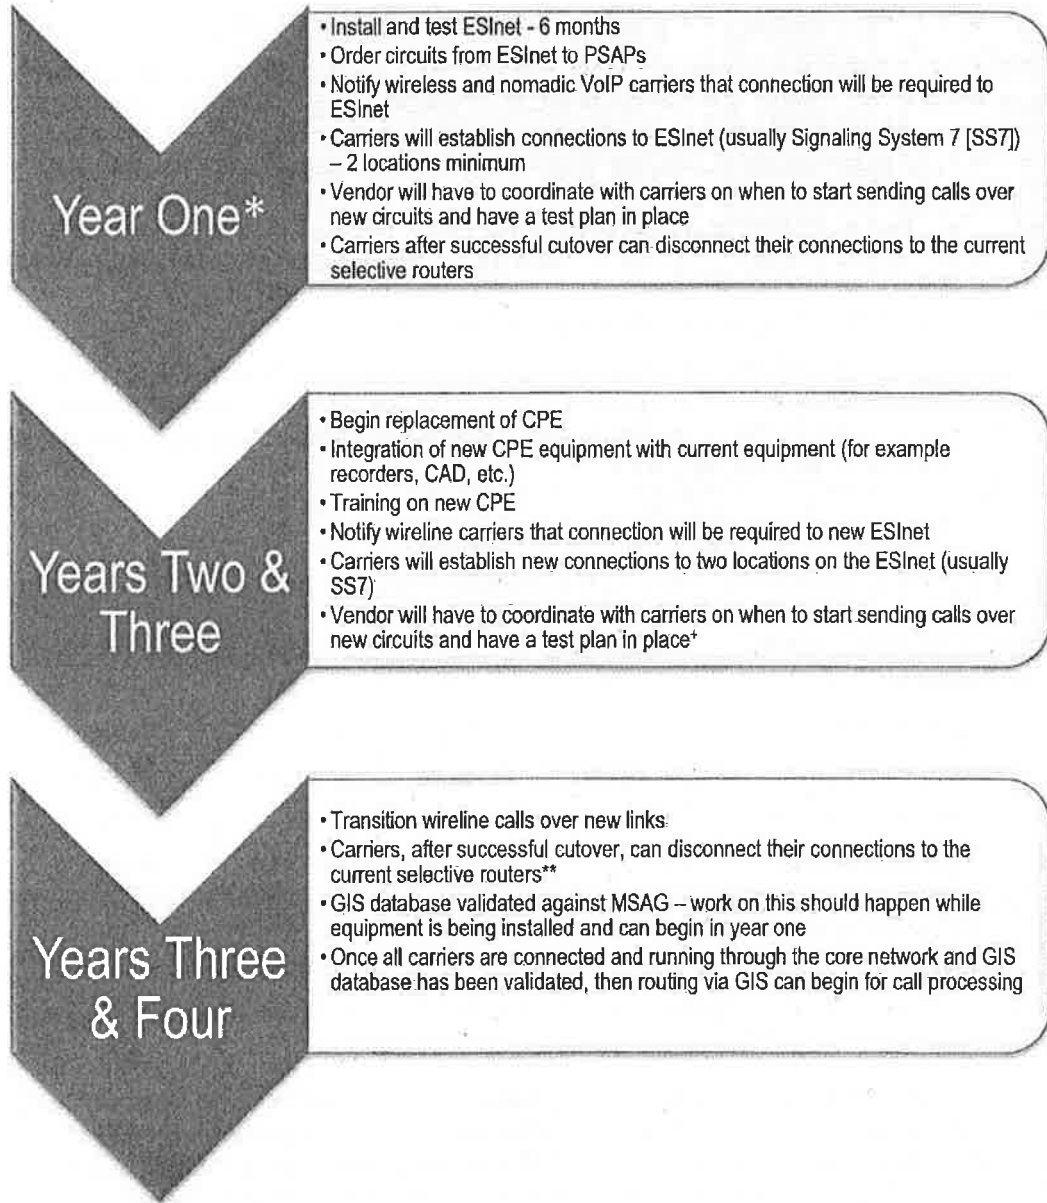 • Install and test ESInet - 6 months
• Order circuits from ESInet to PSAPs
• Notify wireless and nomadic VoIP carriers that connection will be required to
ESInet
• Carriers will establish connections to ESInet (usually Signaling System 7 [SS7])
– 2 locations minimum
• Vendor will have to coordinate with carriers on when to start sending calls over
new circuits and have a test plan in place
• Carriers after successful cutover can disconnect their connections to the current
selective routers
Year One*
• Begin replacement of CPE
• Integration of new CPE equipment with current equipment (for example
recorders, CAD, etc.)
• Training on new CPE
• Notify wireline carriers that connection will be required to new ESInet
• Carriers will establish new connections to two locations on the ESInet (usually
SS7)
• Vendor will have to coordinate with carriers on when to start sending calls over
new circuits and have a test plan in place⁺
Years Two &
Three
• Transition wireline calls over new links
• Carriers, after successful cutover, can disconnect their connections to the
current selective routers**
• GIS database validated against MSAG – work on this should happen while
equipment is being installed and can begin in year one
• Once all carriers are connected and running through the core network and GIS
database has been validated, then routing via GIS can begin for call processing
Years Three
& Four